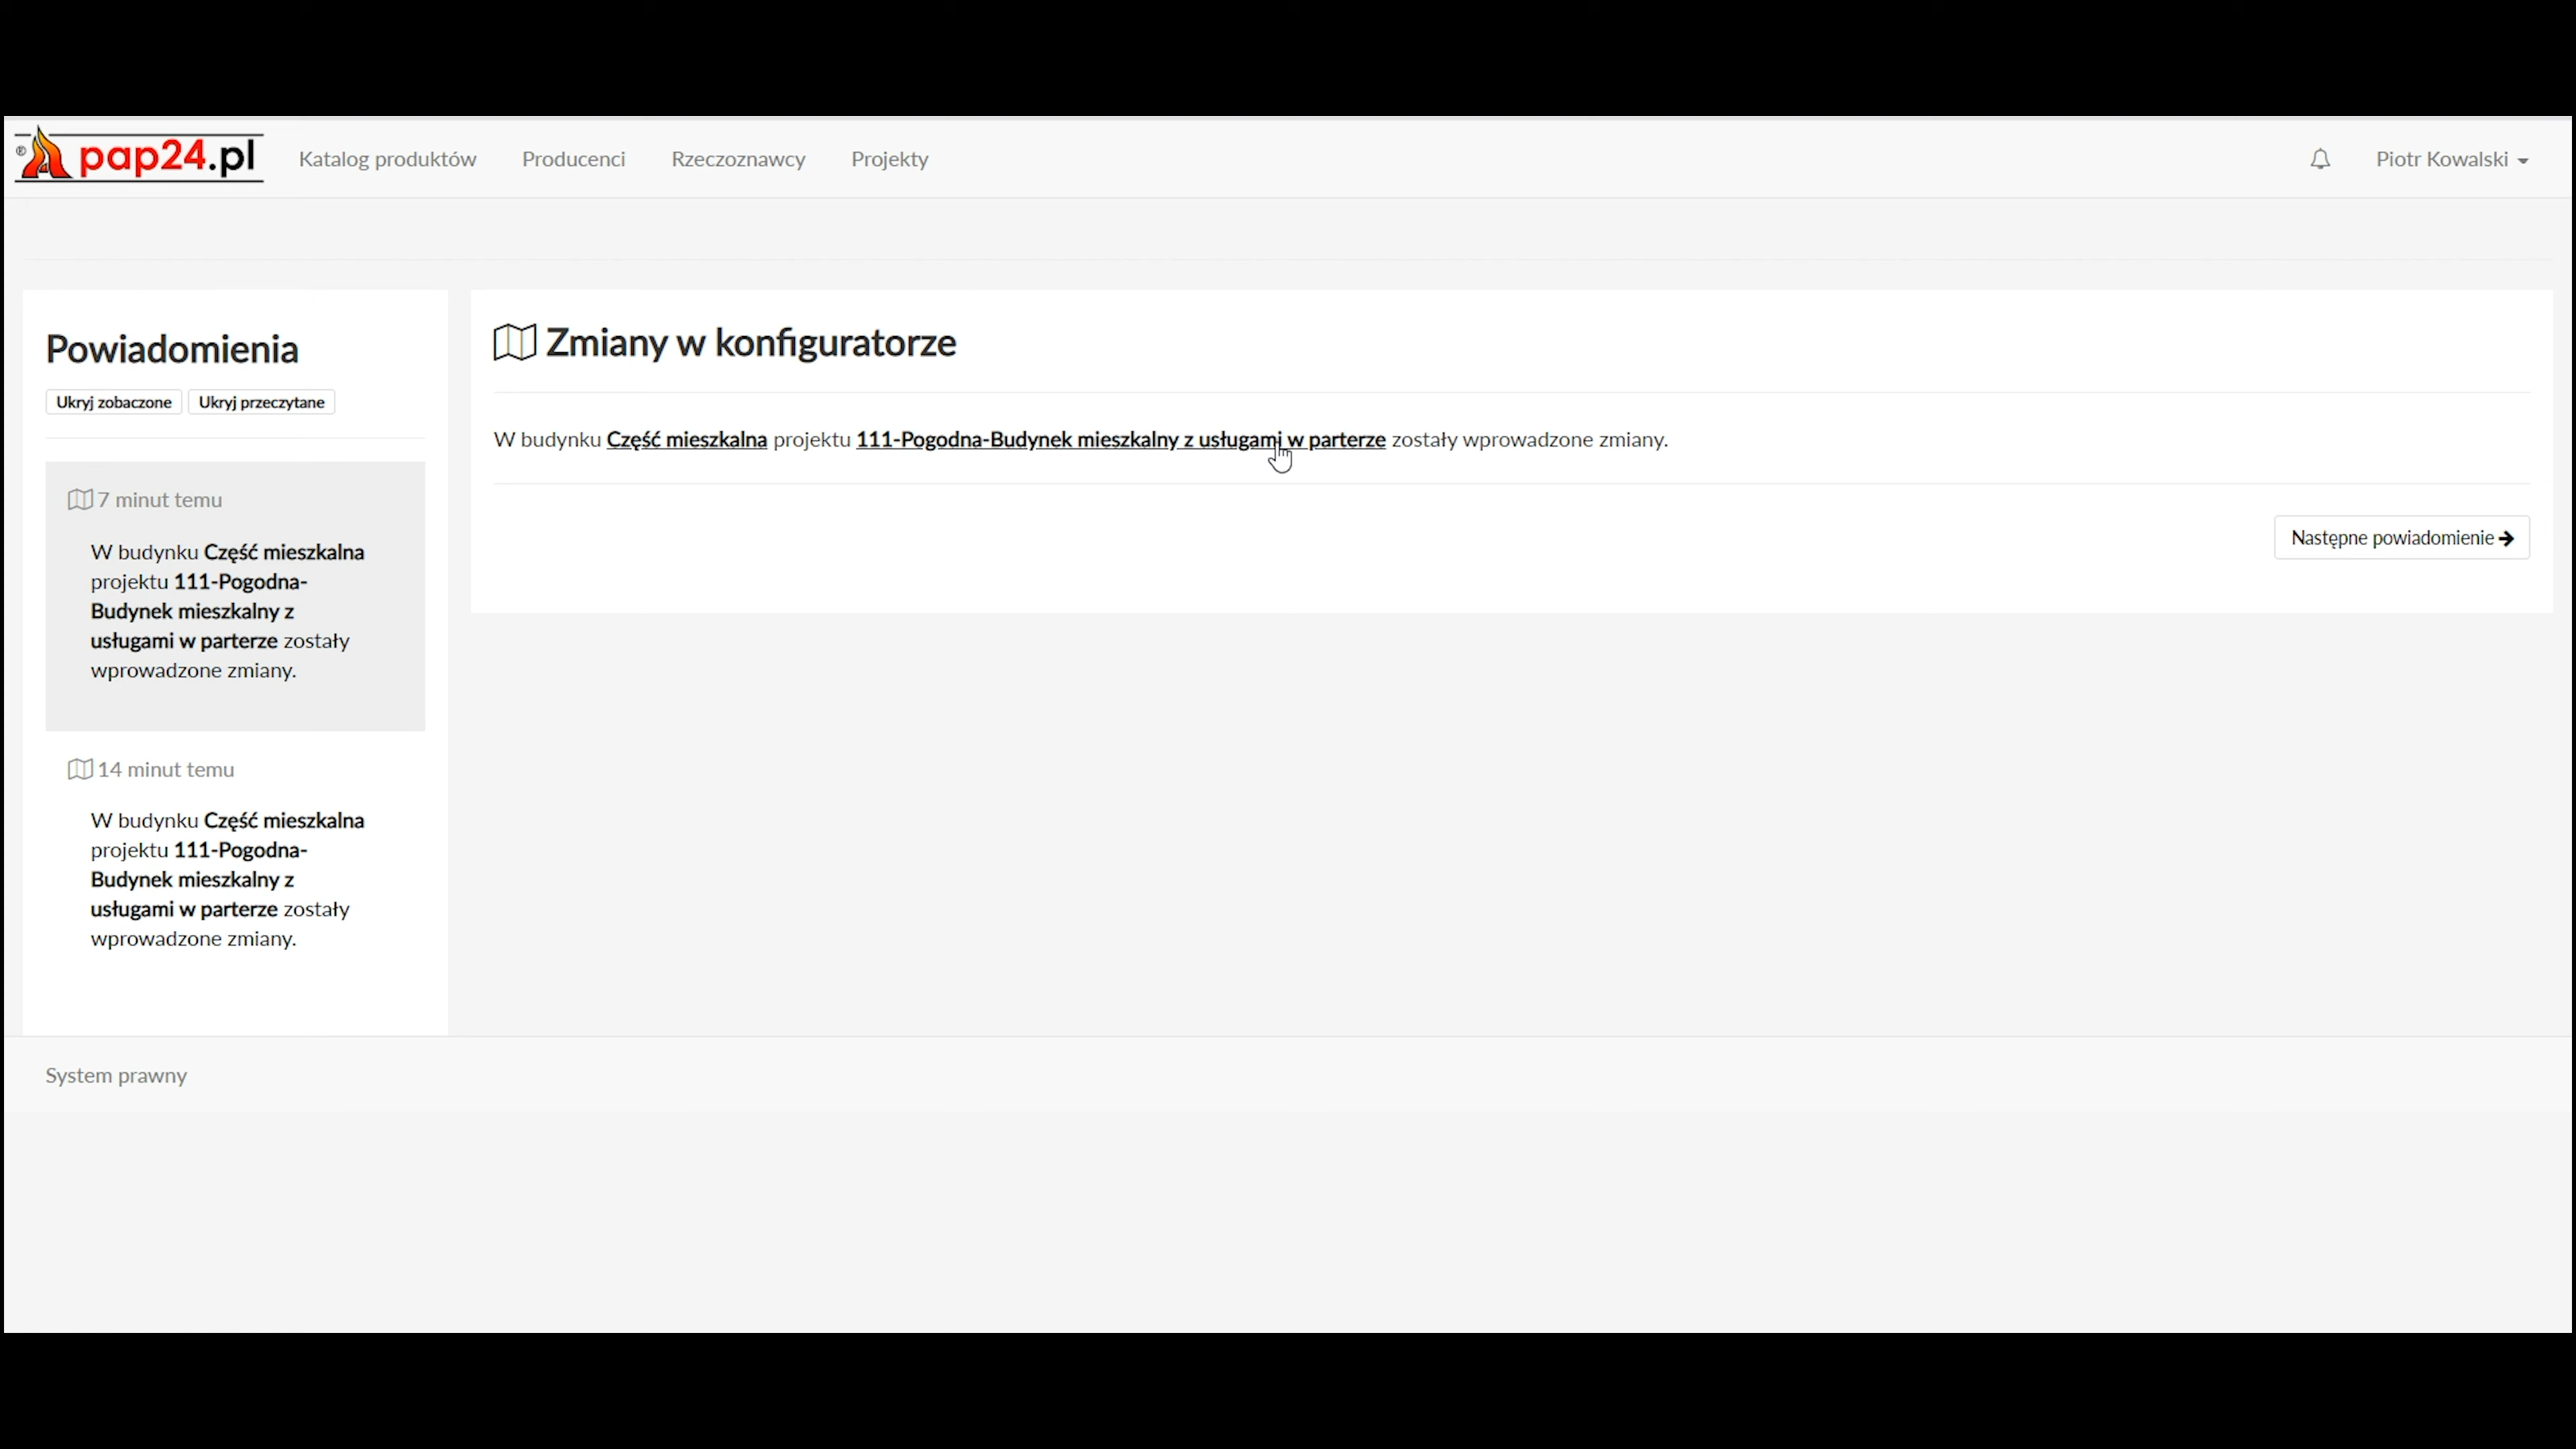 ® pap24.pl
Katalog produktów
Producenci
Rzeczoznawcy
Projekty
Piotr Kowalski
Powiadomienia
Ukryj zobaczone
Ukryj przeczytane
7 minut temu
W budynku Część mieszkalna
projektu 111-Pogodna-
Budynek mieszkalny z
usługami w parterze zostały
wprowadzone zmiany.
14 minut temu
W budynku Część mieszkalna
projektu 111-Pogodna-
Budynek mieszkalny z
usługami w parterze zostały
wprowadzone zmiany.
Zmiany w konfiguratorze
W budynku Część mieszkalna projektu 111-Pogodna-Budynek mieszkalny z usługami w parterze zostały wprowadzone zmiany.
Następne powiadomienie
System prawny